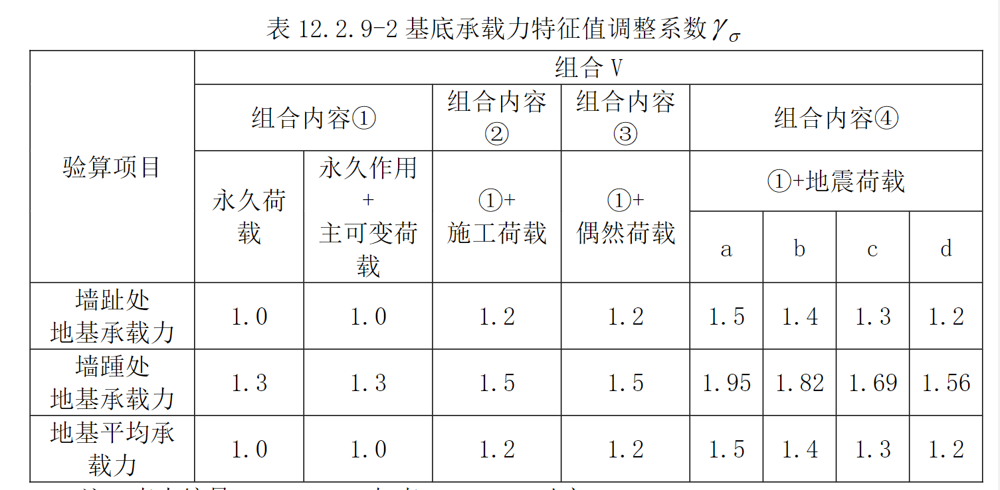 表 12.2.9-2 基底承载力特征值调整系数γσ
组合 V
验算项目
组合内容①
组合内容
②
组合内容
③
组合内容④
永久荷
载
永久作用
+
主可变荷
载
①+
施工荷载
①+
偶然荷载
①+地震荷载
a b c d
墙趾处
地基承载力
1.0 1.0 1.2 1.2 1.5 1.4 1.3 1.2
墙踵处
地基承载力
1.3 1.3 1.5 1.5 1.95 1.82 1.69 1.56
地基平均承
载力
1.0 1.0 1.2 1.2 1.5 1.4 1.3 1.2